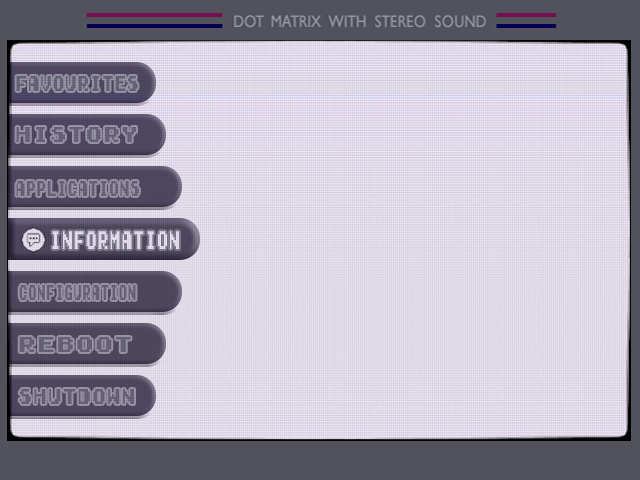 DOT MATRIX WITH STEREO SOUND
FAVOURITES
HISTORY
APPLICATIONS
INFORMATION
CONFIGURATION
REBOOT
SHUTDOWN